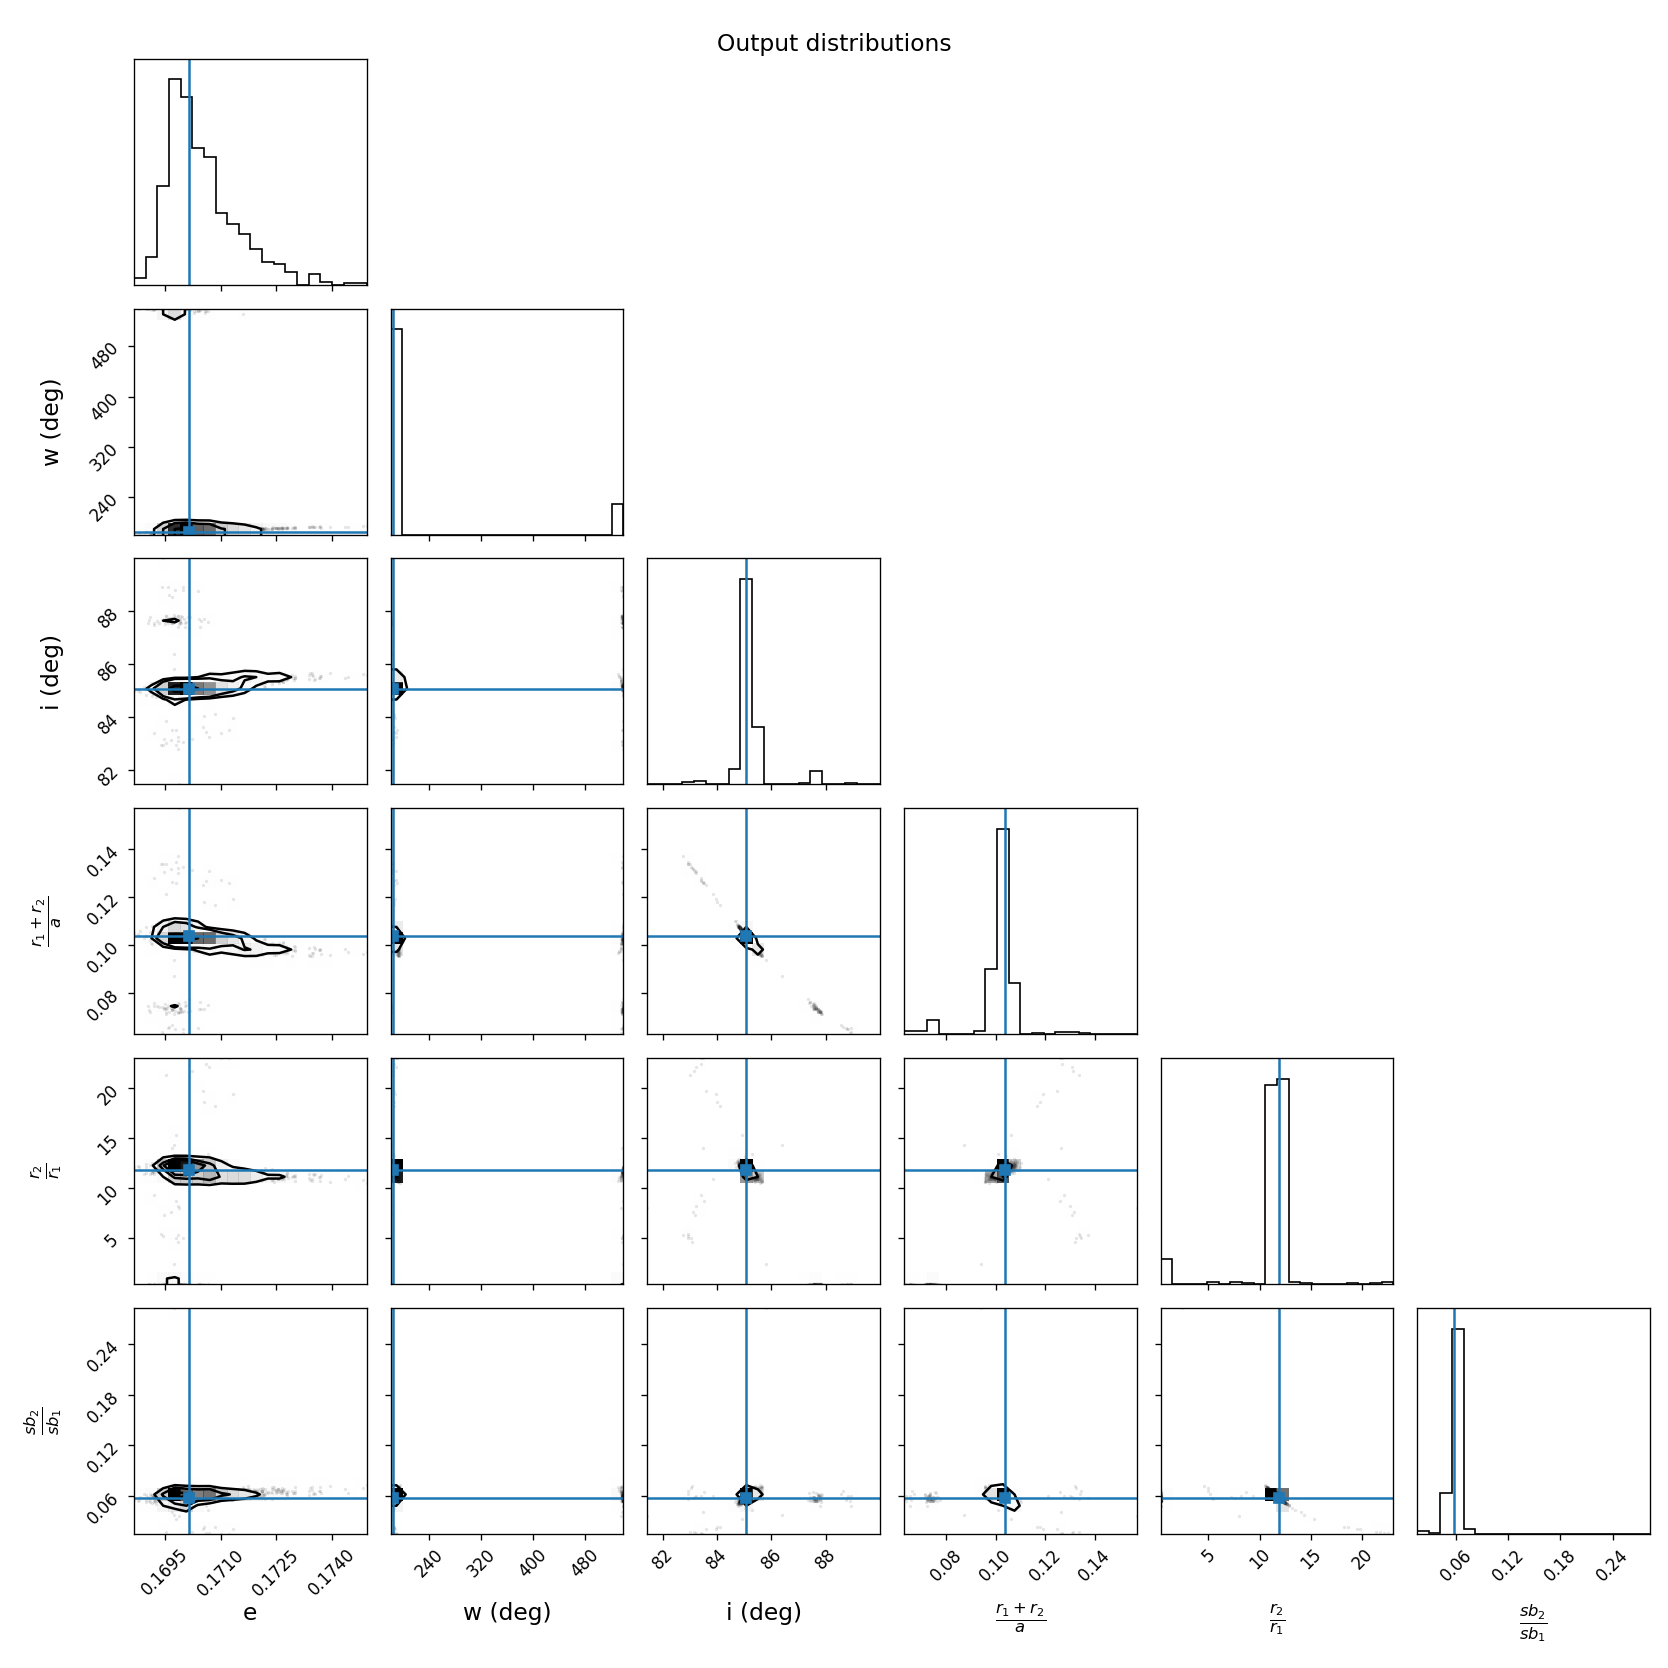 Output distributions
480
400
320
240
w (deg)
88
86
84
82
i (deg)
0.14
0.12
0.10
0.08
r₁ + r₂
a
20
15
10
5
r₂
r₁
0.24
0.18
0.12
0.06
sb₂
sb₁
0.1695 0.1710 0.1725 0.1740 240 320 400 480 82 84 86 88 0.08 0.10 0.12 0.14 5 10 15 20 0.06 0.12 0.18 0.24
e w (deg) i (deg)
r₁ + r₂
a
r₂
r₁
sb₂
sb₁